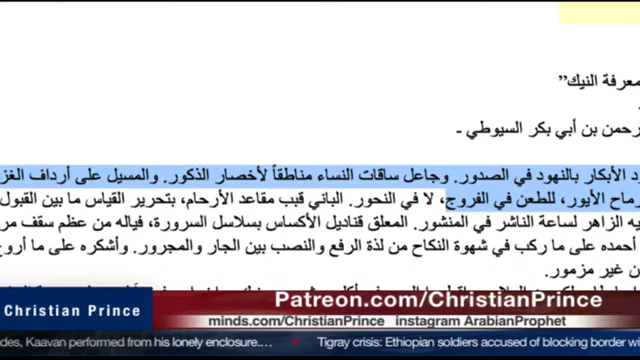 معرفة النيك”
رحمن بن أبي بكر السيوطي ـ
ود الأبكار بالنهود في الصدور. وجاعل ساقات النساء مناطقاً لأخصار الذكور. والمسيل على أرداف الغز
رماح الأيور، للطعن في الفروج، لا في النحور. الباني قبب مقاعد الأرحام، بتحرير القياس ما بين القبول
يه الزاهر لساعة الناشر في المنشور. المعلق قناديل الأكساس بسلاسل السرورة، فياله من عظم سقف مر
أحمده على ما ركب في شهوة النكاح من لذة الرفع والنصب بين الجار والمجرور. وأشكره على ما أروع
ن غير مزمور.
Christian Prince
Patreon.com/ChristianPrince
minds.com/ChristianPrince instagram ArabianProphet
des, Kaavan performed from his lonely enclosure.... Tigray crisis: Ethiopian soldiers accused of blocking border wi